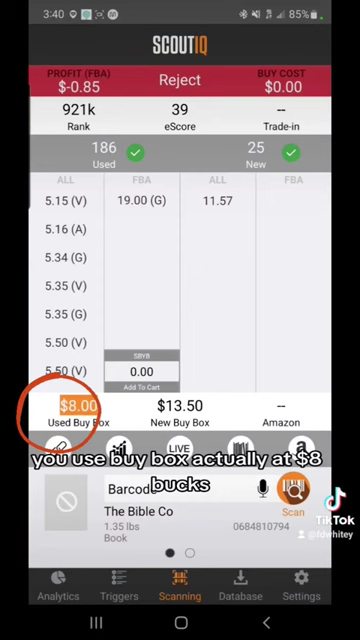 3:40
85%
SCOUTIQ
PROFIT (FBA)
$-0.85
Reject
BUY COST
$0.00
921k
Rank
39
eScore
--
Trade-in
186
Used
25
New
ALL
FBA
ALL
FBA
5.15 (V)
19.00 (G)
11.57
5.16 (A)
5.34 (G)
5.35 (V)
5.35 (G)
5.50 (V)
5.50 (V)
SBYB
0.00
Add To Cart
$8.00
Used Buy Box
$13.50
New Buy Box
--
Amazon
LIVE
a
you use buy box actually at $8
bucks
Barcode
Scan
The Bible Co
1.35 lbs
0684810794
Book
TikTok
@fdwhitey
Analytics
Triggers
Scanning
Database
Settings